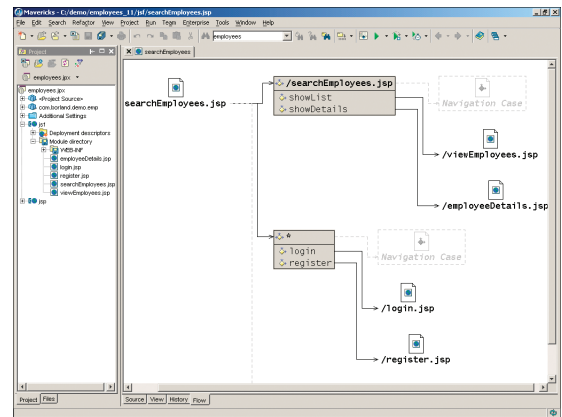 Mavericks - C:/demo/employees_11/jsf/searchEmployees.jsp
File Edit Search Refactor View Project Run Team Enterprise Tools Window Help
employees
Project
searchEmployees
employees.jpx
employees.jpx
<Project Source>
com.borland.demo.emp
Additional Settings
jsf
Deployment descriptors
Module directory
WEB-INF
employeeDetails.jsp
login.jsp
register.jsp
searchEmployees.jsp
viewEmployees.jsp
jsp
searchEmployees.jsp
/searchEmployees.jsp
showList
showDetails
Navigation Case
/viewEmployees.jsp
/employeeDetails.jsp
*
login
register
Navigation Case
/login.jsp
/register.jsp
Project Files
Source View History Flow